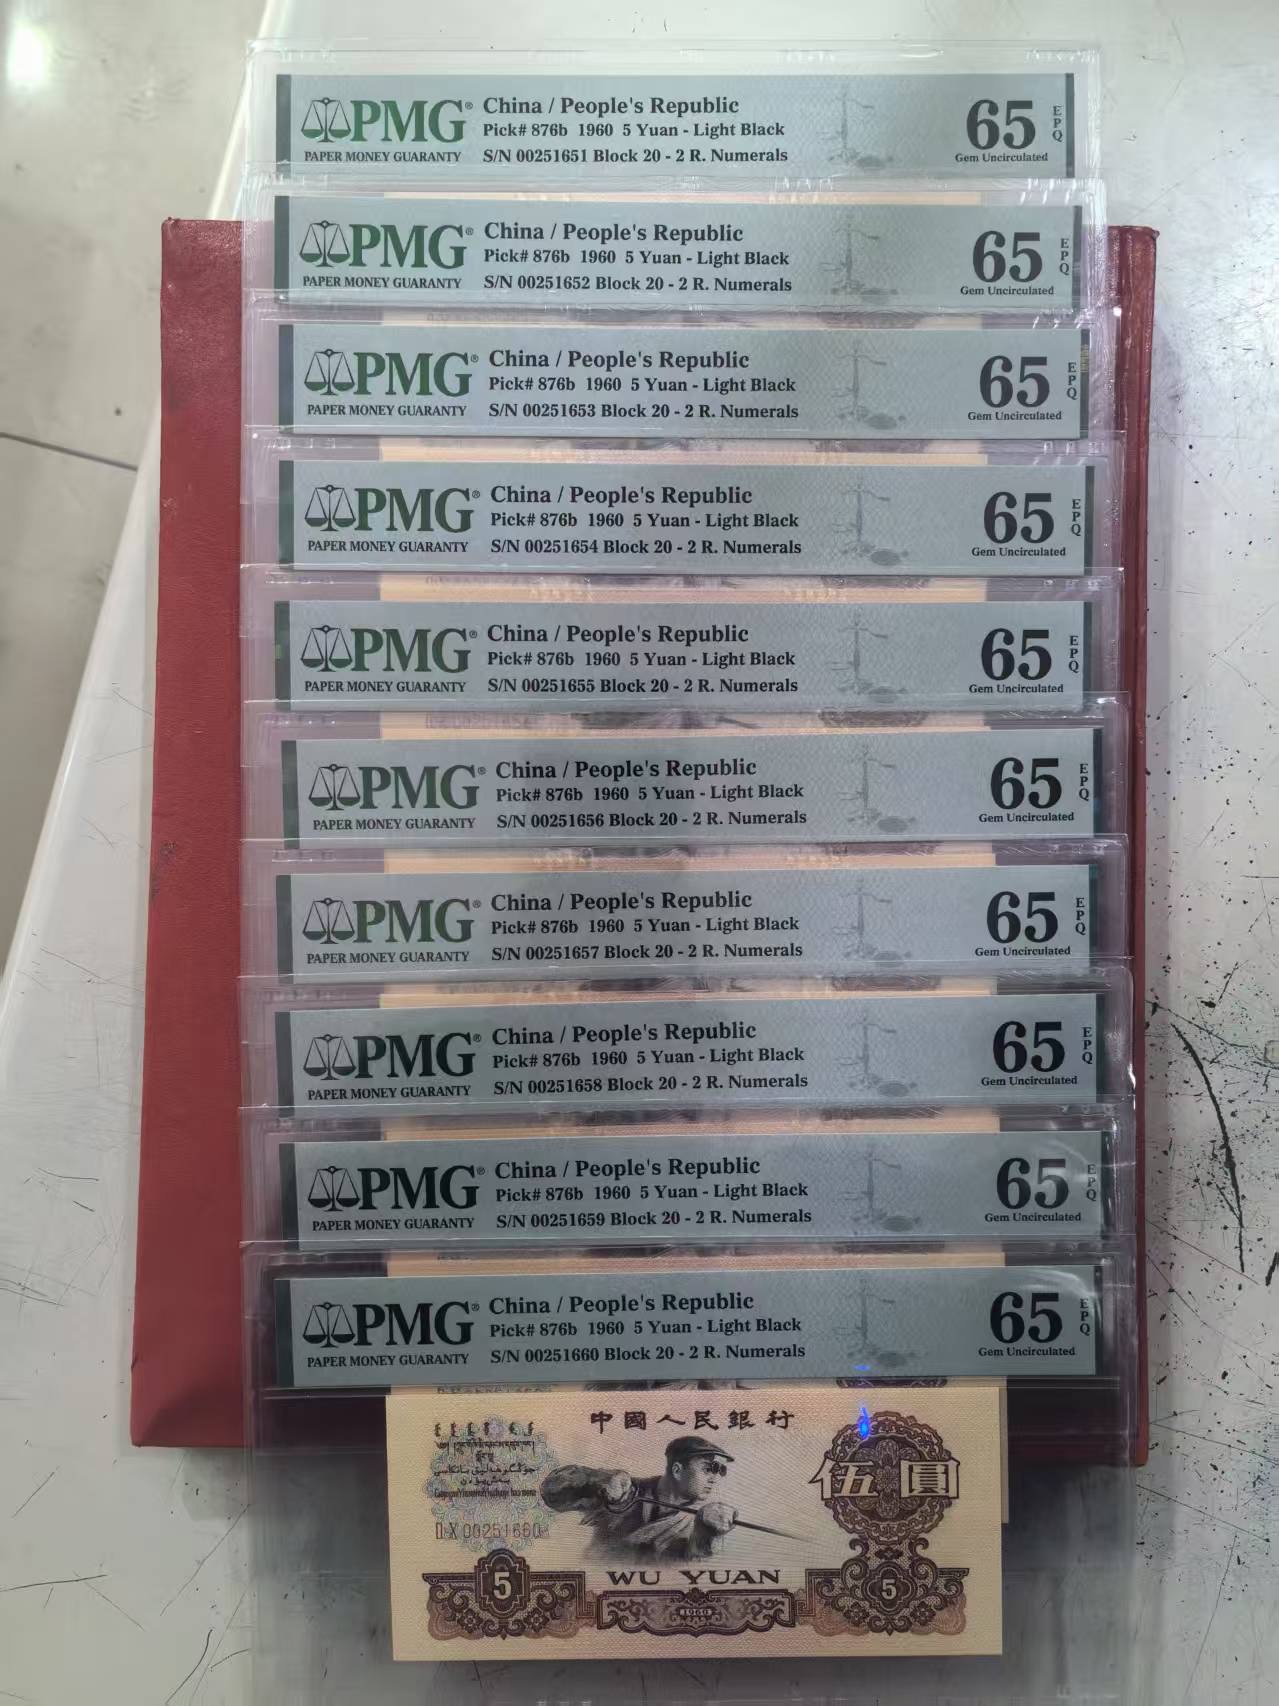 PMG®
PAPER MONEY GUARANTY
China / People's Republic
Pick# 876b 1960 5 Yuan - Light Black
S/N 00251651 Block 20 - 2 R. Numerals
65
EPQ
Gem Uncirculated
PMG®
PAPER MONEY GUARANTY
China / People's Republic
Pick# 876b 1960 5 Yuan - Light Black
S/N 00251652 Block 20 - 2 R. Numerals
65
EPQ
Gem Uncirculated
PMG®
PAPER MONEY GUARANTY
China / People's Republic
Pick# 876b 1960 5 Yuan - Light Black
S/N 00251653 Block 20 - 2 R. Numerals
65
EPQ
Gem Uncirculated
PMG®
PAPER MONEY GUARANTY
China / People's Republic
Pick# 876b 1960 5 Yuan - Light Black
S/N 00251654 Block 20 - 2 R. Numerals
65
EPQ
Gem Uncirculated
PMG®
PAPER MONEY GUARANTY
China / People's Republic
Pick# 876b 1960 5 Yuan - Light Black
S/N 00251655 Block 20 - 2 R. Numerals
65
EPQ
Gem Uncirculated
PMG®
PAPER MONEY GUARANTY
China / People's Republic
Pick# 876b 1960 5 Yuan - Light Black
S/N 00251656 Block 20 - 2 R. Numerals
65
EPQ
Gem Uncirculated
PMG®
PAPER MONEY GUARANTY
China / People's Republic
Pick# 876b 1960 5 Yuan - Light Black
S/N 00251657 Block 20 - 2 R. Numerals
65
EPQ
Gem Uncirculated
PMG®
PAPER MONEY GUARANTY
China / People's Republic
Pick# 876b 1960 5 Yuan - Light Black
S/N 00251658 Block 20 - 2 R. Numerals
65
EPQ
Gem Uncirculated
PMG®
PAPER MONEY GUARANTY
China / People's Republic
Pick# 876b 1960 5 Yuan - Light Black
S/N 00251659 Block 20 - 2 R. Numerals
65
EPQ
Gem Uncirculated
PMG®
PAPER MONEY GUARANTY
China / People's Republic
Pick# 876b 1960 5 Yuan - Light Black
S/N 00251660 Block 20 - 2 R. Numerals
65
EPQ
Gem Uncirculated
中國人民銀行
伍圓
00251660
WU YUAN
5
1960
5